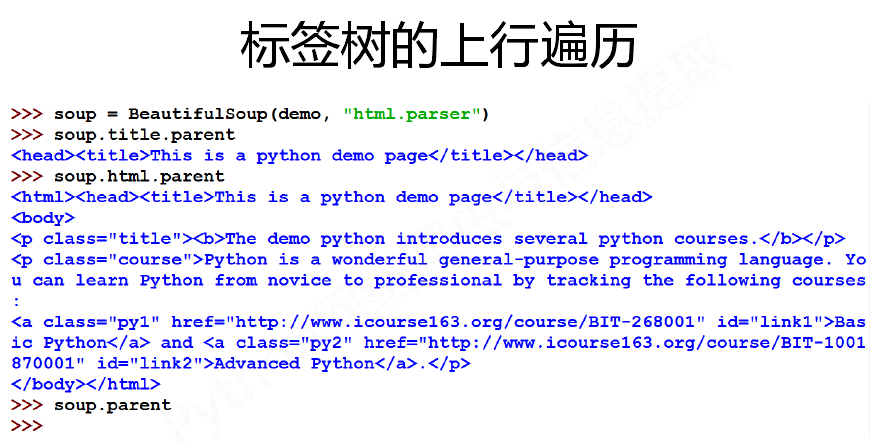 标签树的上行遍历
>>> soup = BeautifulSoup(demo, "html.parser")
>>> soup.title.parent
<head><title>This is a python demo page</title></head>
>>> soup.html.parent
<html><head><title>This is a python demo page</title></head>
<body>
<p class="title"><b>The demo python introduces several python courses.</b></p>
<p class="course">Python is a wonderful general-purpose programming language. Yo
u can learn Python from novice to professional by tracking the following courses
:
<a class="py1" href="http://www.icourse163.org/course/BIT-268001" id="link1">Bas
ic Python</a> and <a class="py2" href="http://www.icourse163.org/course/BIT-1001
870001" id="link2">Advanced Python</a>.</p>
</body></html>
>>> soup.parent
>>>